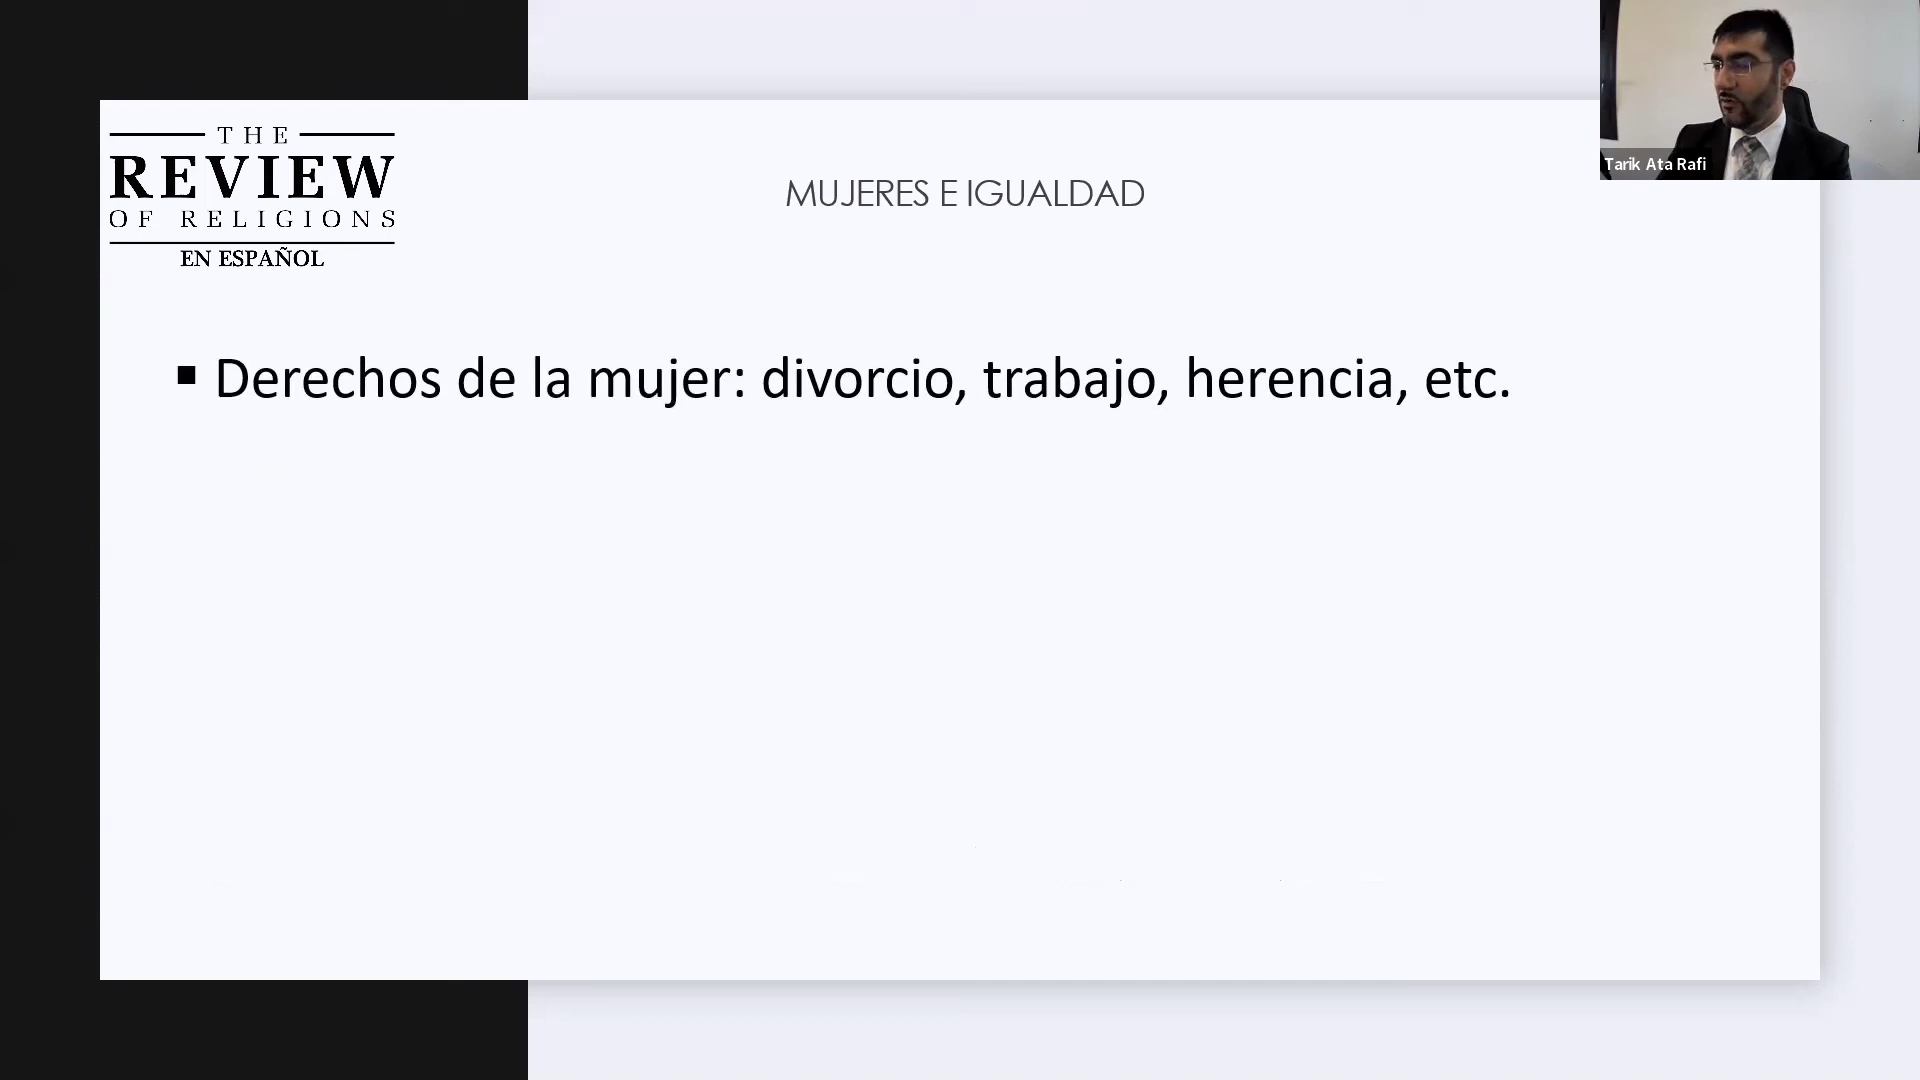 THE
REVIEW
OF RELIGIONS
EN ESPAÑOL
MUJERES E IGUALDAD
Tarik Ata Rafi
▪ Derechos de la mujer: divorcio, trabajo, herencia, etc.